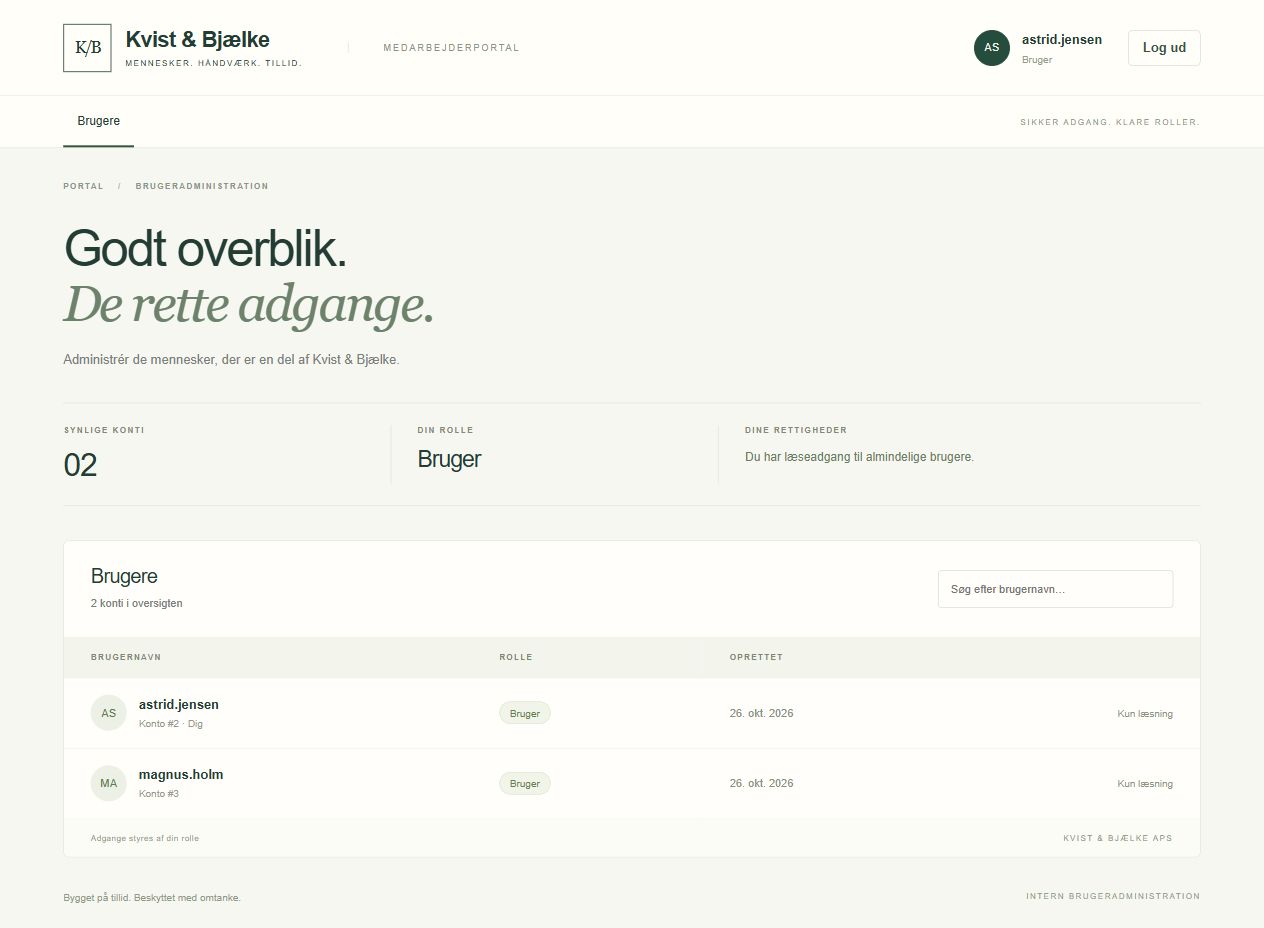 K/B
Kvist & Bjælke
MENNESKER. HÅNDVÆRK. TILLID.
MEDARBEJDERPORTAL
AS
astrid.jensen
Bruger
Log ud
Brugere
SIKKER ADGANG. KLARE ROLLER.
PORTAL / BRUGERADMINISTRATION
Godt overblik.
De rette adgange.
Administrér de mennesker, der er en del af Kvist & Bjælke.
SYNLIGE KONTI
02
DIN ROLLE
Bruger
DINE RETTIGHEDER
Du har læseadgang til almindelige brugere.
Brugere
2 konti i oversigten
Søg efter brugernavn...
BRUGERNAVN ROLLE OPRETTET
AS
astrid.jensen
Konto #2 · Dig
Bruger
26. okt. 2026
Kun læsning
MA
magnus.holm
Konto #3
Bruger
26. okt. 2026
Kun læsning
Adgange styres af din rolle
KVIST & BJÆLKE APS
Bygget på tillid. Beskyttet med omtanke.
INTERN BRUGERADMINISTRATION